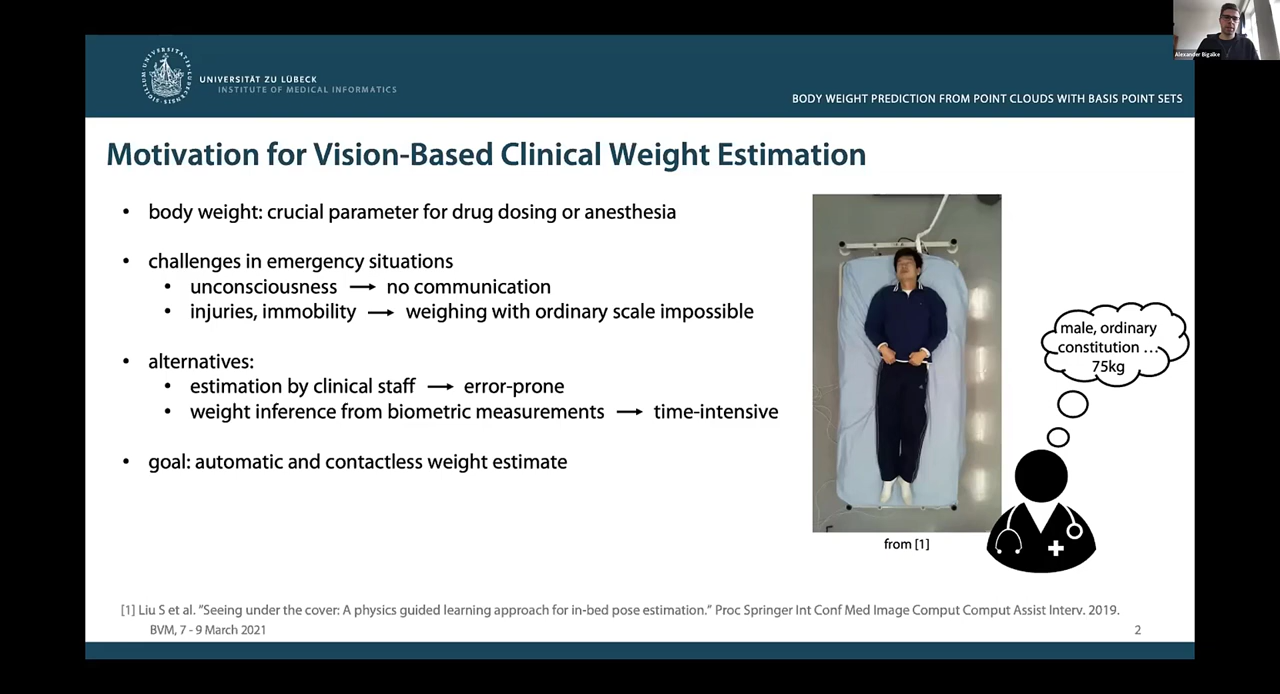 Alexander Bigalke
UNIVERSITÄT ZU LÜBECK
INSTITUTE OF MEDICAL INFORMATICS
BODY WEIGHT PREDICTION FROM POINT CLOUDS WITH BASIS POINT SETS
Motivation for Vision-Based Clinical Weight Estimation
• body weight: crucial parameter for drug dosing or anesthesia
• challenges in emergency situations
• unconsciousness → no communication
• injuries, immobility → weighing with ordinary scale impossible
• alternatives:
• estimation by clinical staff → error-prone
• weight inference from biometric measurements → time-intensive
• goal: automatic and contactless weight estimate
male, ordinary
constitution …
75kg
from [1]
[1] Liu S et al. "Seeing under the cover: A physics guided learning approach for in-bed pose estimation." Proc Springer Int Conf Med Image Comput Comput Assist Interv. 2019.
BVM, 7 - 9 March 2021
2